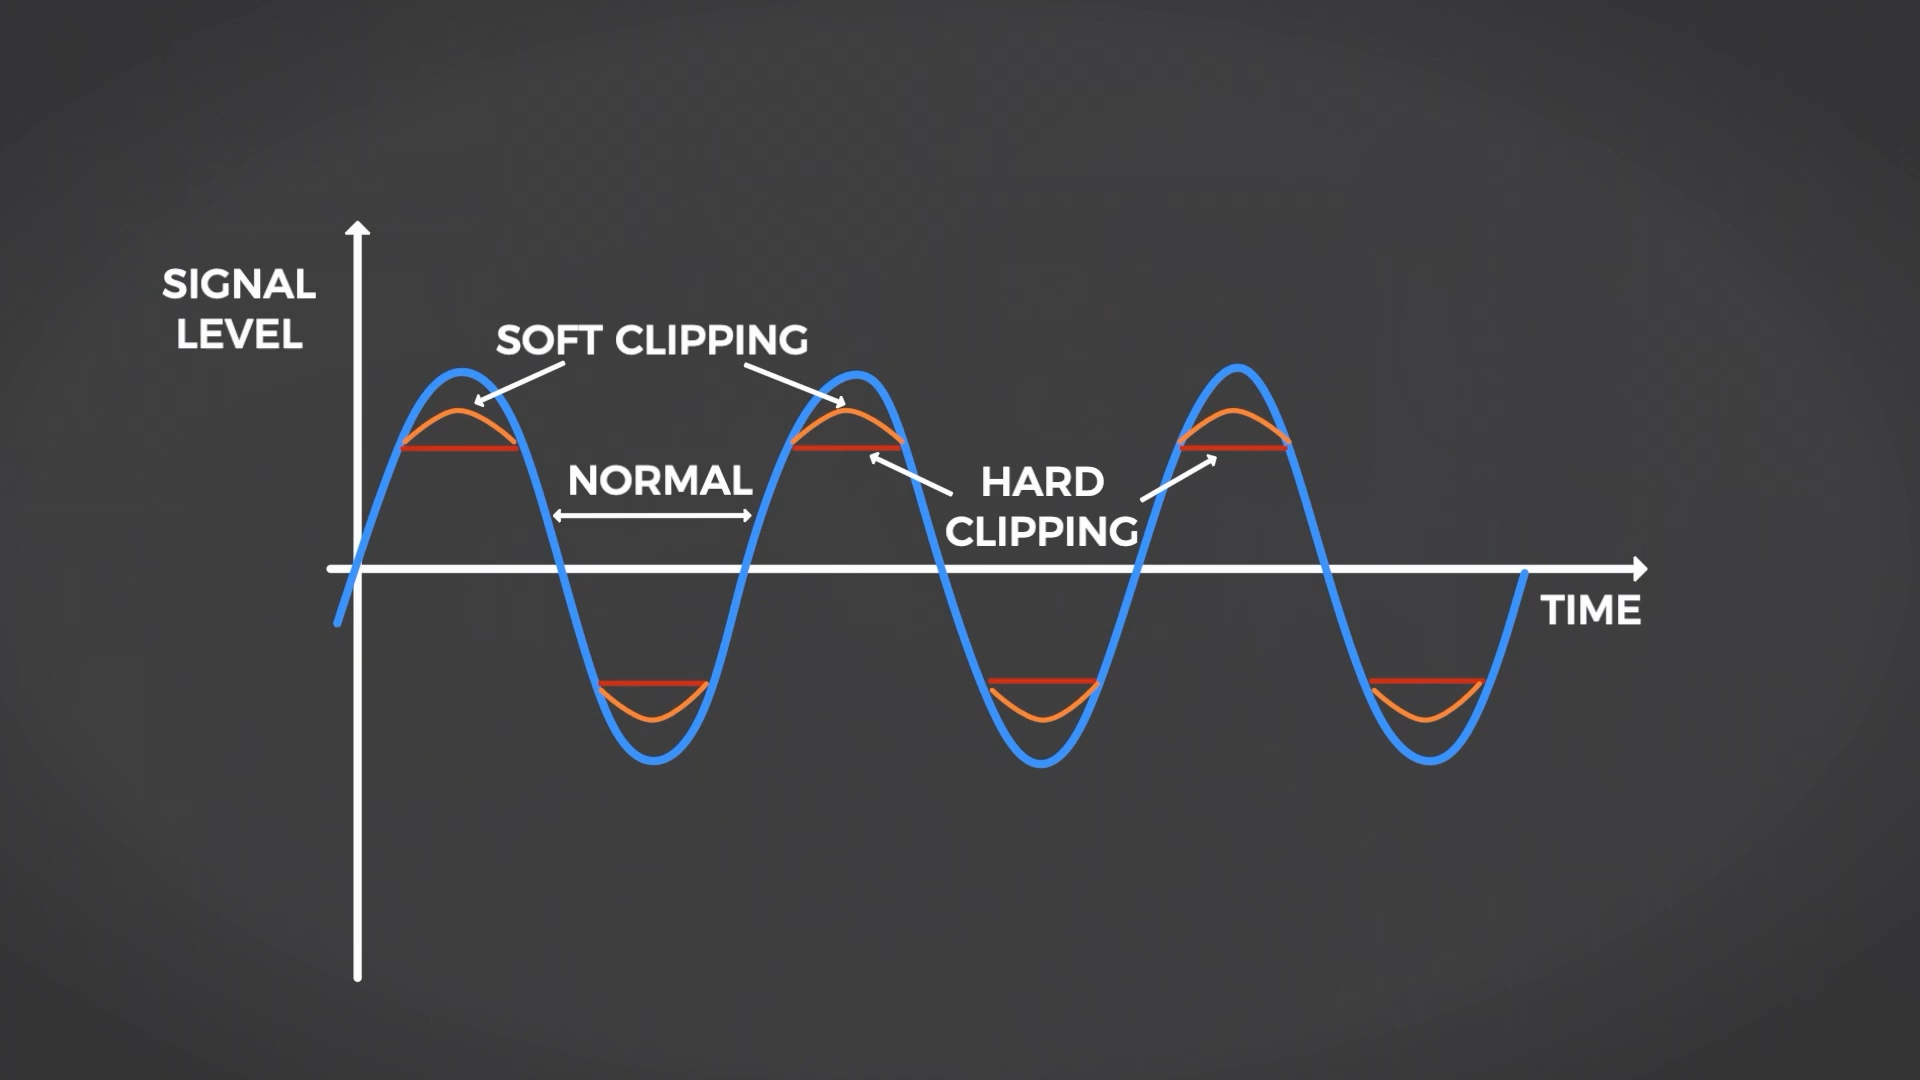 SIGNAL
LEVEL
SOFT CLIPPING
NORMAL
HARD
CLIPPING
TIME